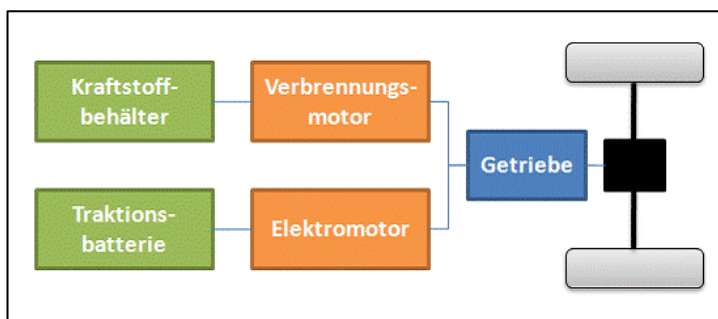 Kraftstoff-
behälter
Verbrennungs-
motor
Getriebe
Traktions-
batterie
Elektromotor